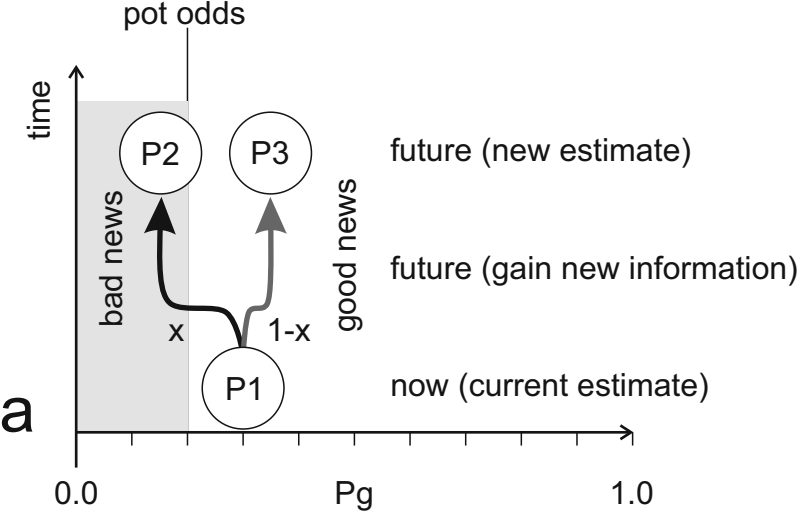 pot odds
time
P2
P3
future (new estimate)
bad news
good news
future (gain new information)
x
1-x
P1
now (current estimate)
a
0.0
Pg
1.0